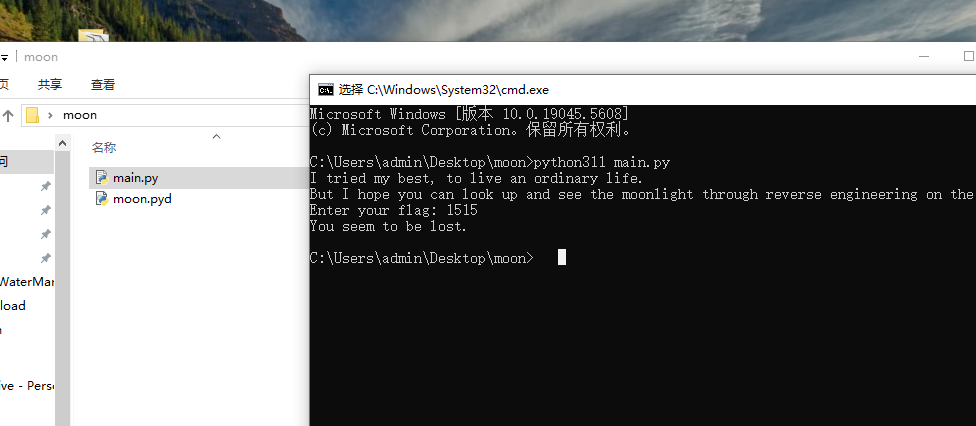 moon
页
共享
查看
moon
问
名称
main.py
moon.pyd
WaterMar
load
ive - Perso
选择 C:\Windows\System32\cmd.exe
Microsoft Windows [版本 10.0.19045.5608]
(c) Microsoft Corporation。保留所有权利。
C:\Users\admin\Desktop\moon>python311 main.py
I tried my best, to live an ordinary life.
But I hope you can look up and see the moonlight through reverse engineering on the
Enter your flag: 1515
You seem to be lost.
C:\Users\admin\Desktop\moon>